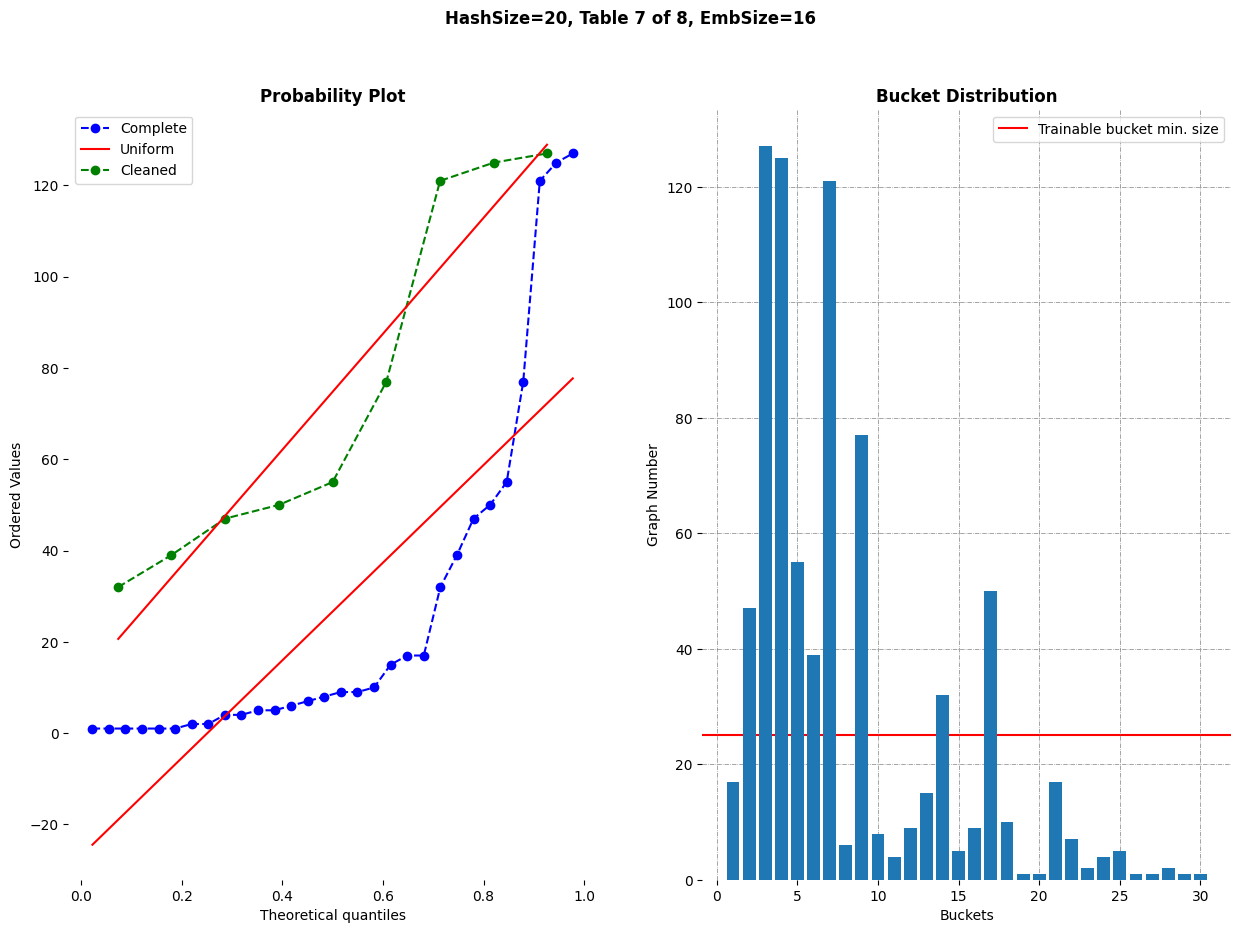 HashSize=20, Table 7 of 8, EmbSize=16
Probability Plot
Complete
Uniform
Cleaned
120
100
80
60
40
20
0
−20
Ordered Values
0.0 0.2 0.4 0.6 0.8 1.0
Theoretical quantiles
Bucket Distribution
Trainable bucket min. size
120
100
80
60
40
20
0
Graph Number
0 5 10 15 20 25 30
Buckets